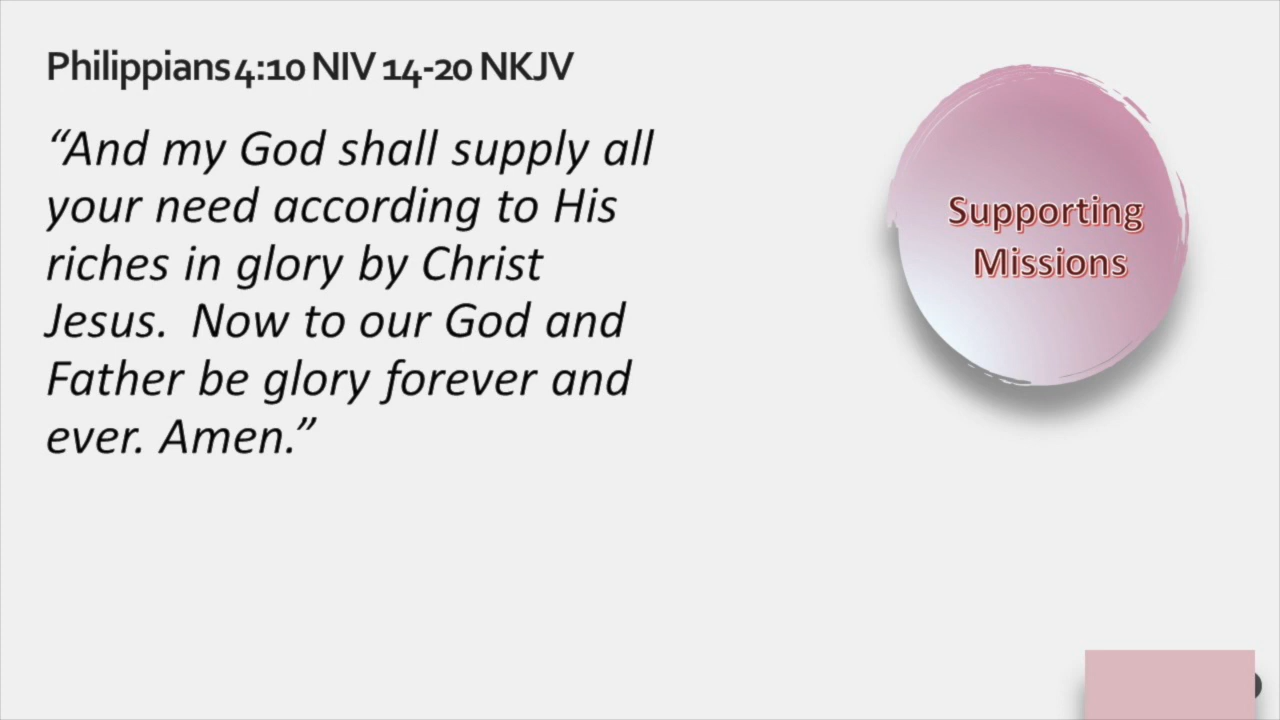 Philippians 4:10 NIV 14-20 NKJV
“And my God shall supply all
your need according to His
riches in glory by Christ
Jesus.  Now to our God and
Father be glory forever and
ever. Amen.”
Supporting
Missions